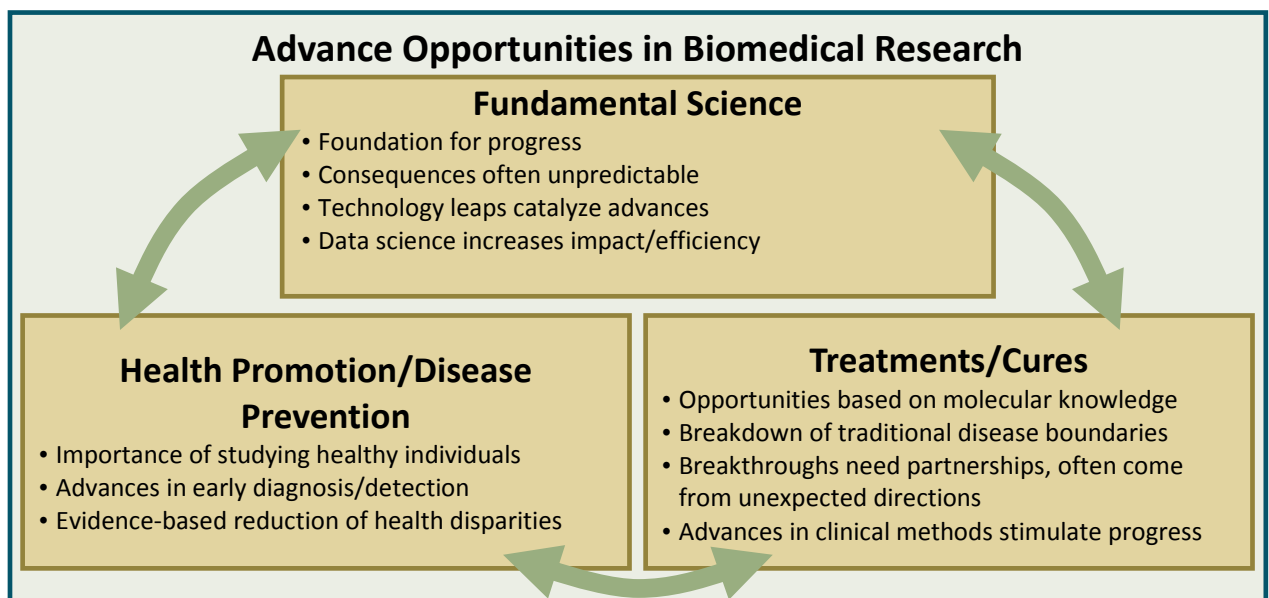 Advance Opportunities in Biomedical Research
Fundamental Science
• Foundation for progress
• Consequences often unpredictable
• Technology leaps catalyze advances
• Data science increases impact/efficiency
Health Promotion/Disease
Prevention
• Importance of studying healthy individuals
• Advances in early diagnosis/detection
• Evidence-based reduction of health disparities
Treatments/Cures
• Opportunities based on molecular knowledge
• Breakdown of traditional disease boundaries
• Breakthroughs need partnerships, often come
from unexpected directions
• Advances in clinical methods stimulate progress